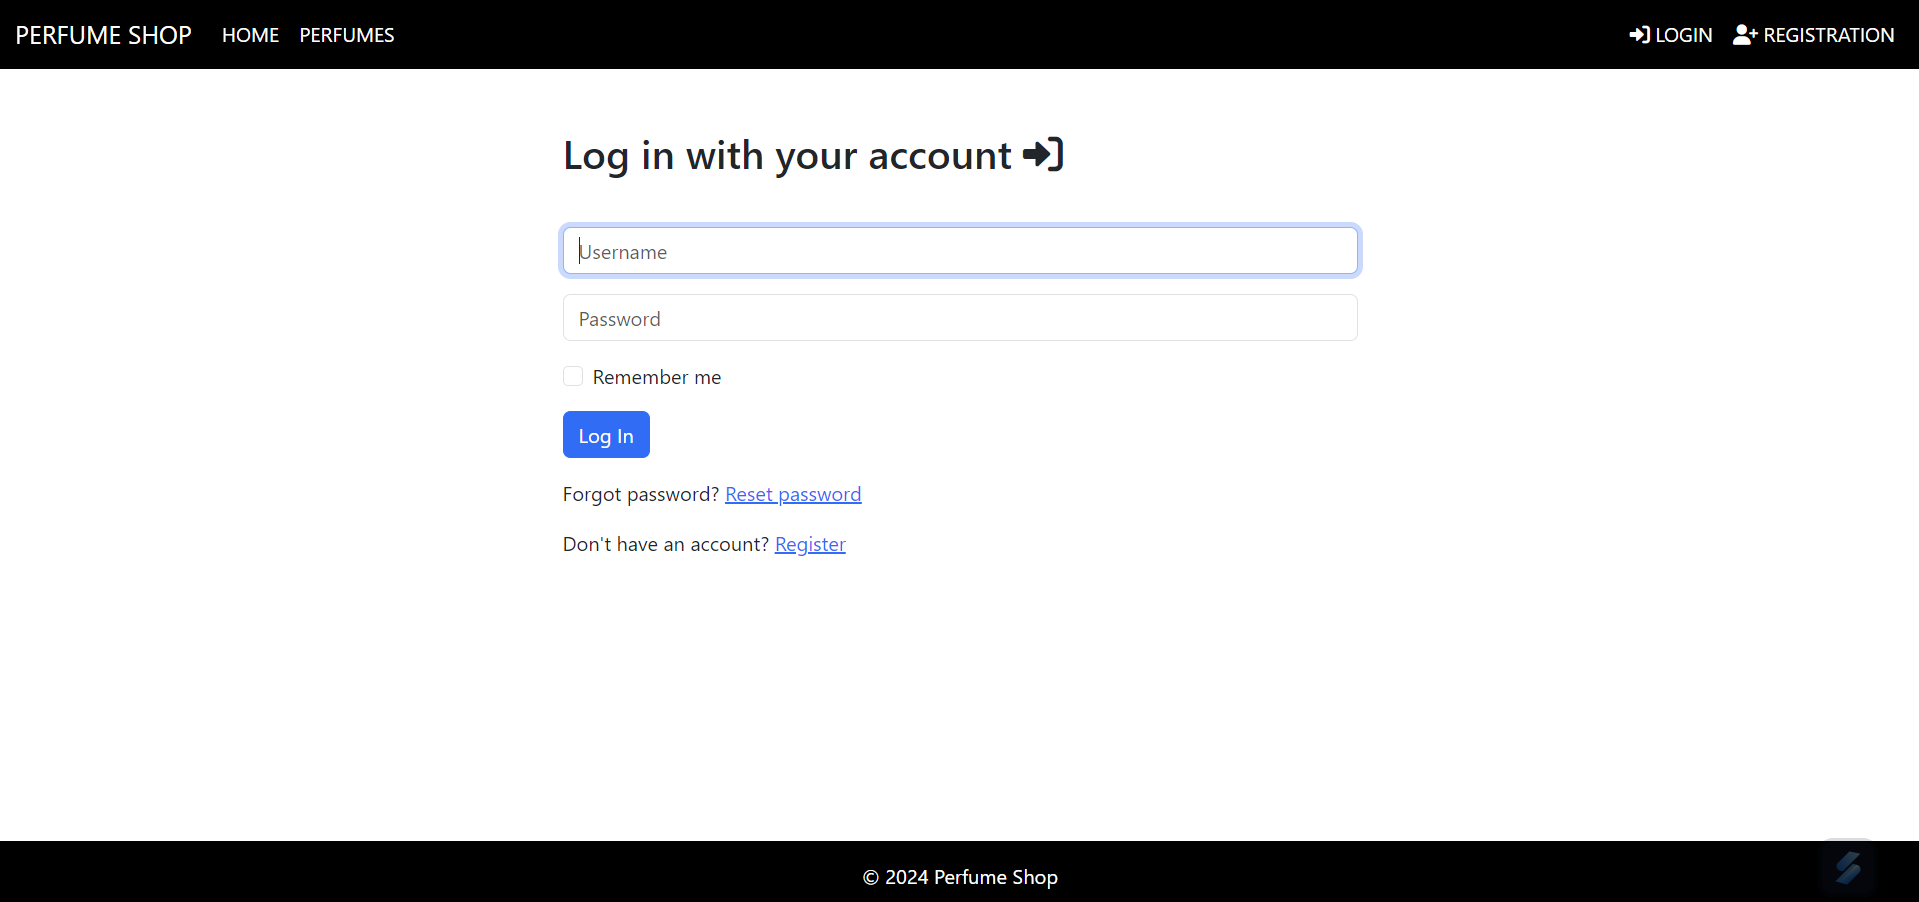 PERFUME SHOP HOME PERFUMES LOGIN REGISTRATION
Log in with your account
Username
Password
Remember me
Log In
Forgot password? Reset password
Don't have an account? Register
© 2024 Perfume Shop